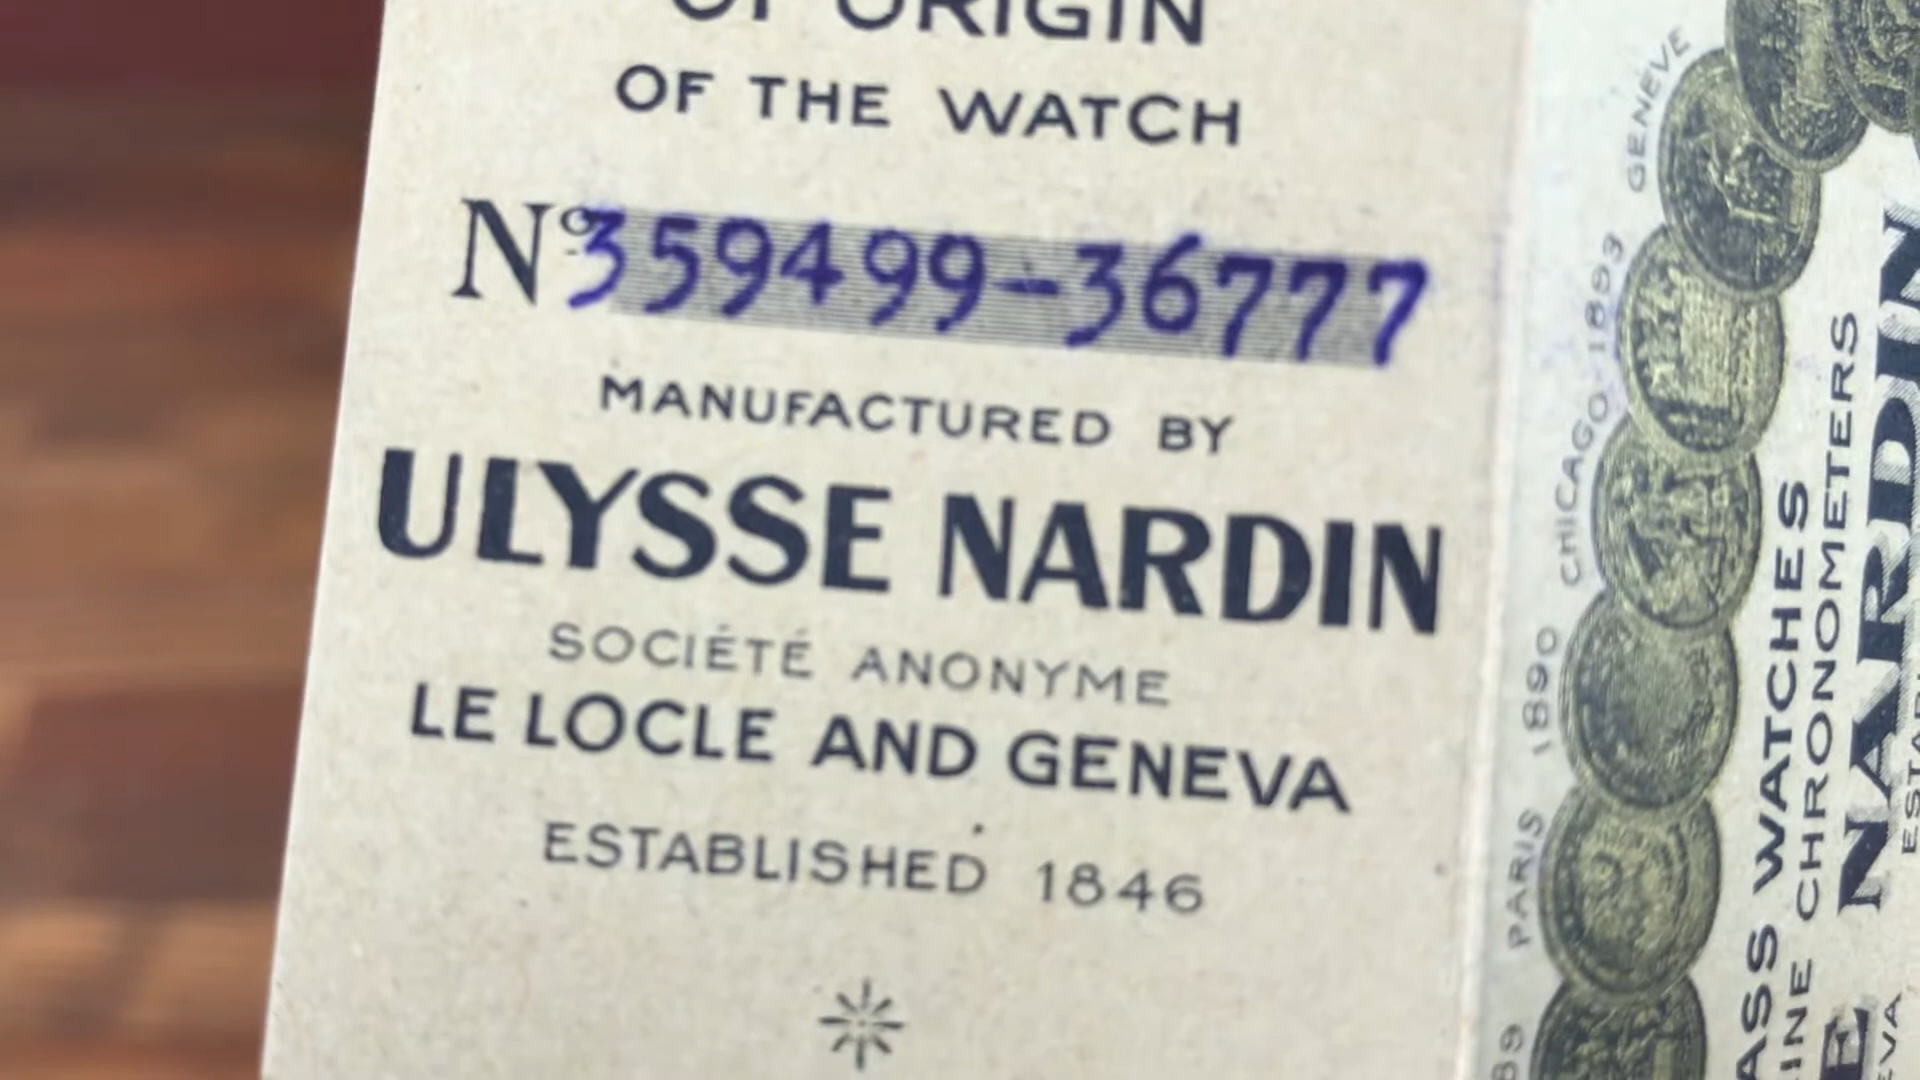 OF ORIGIN
OF THE WATCH
Nº 359499-36777
MANUFACTURED BY
ULYSSE NARDIN
SOCIÉTÉ ANONYME
LE LOCLE AND GENEVA
ESTABLISHED 1846
PARIS 1890 CHICAGO-1893 GENÈVE
WATCHES
CHRONOMETERS
NARDIN